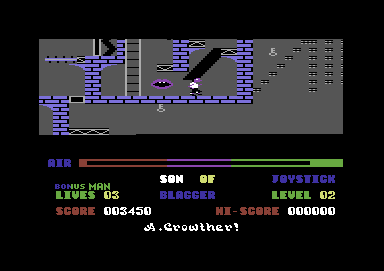 AIR
SON OF JOYSTICK
BONUS MAN
LIVES 03 BLAGGER LEVEL 02
SCORE 003450 HI-SCORE 000000
A.Crowther!